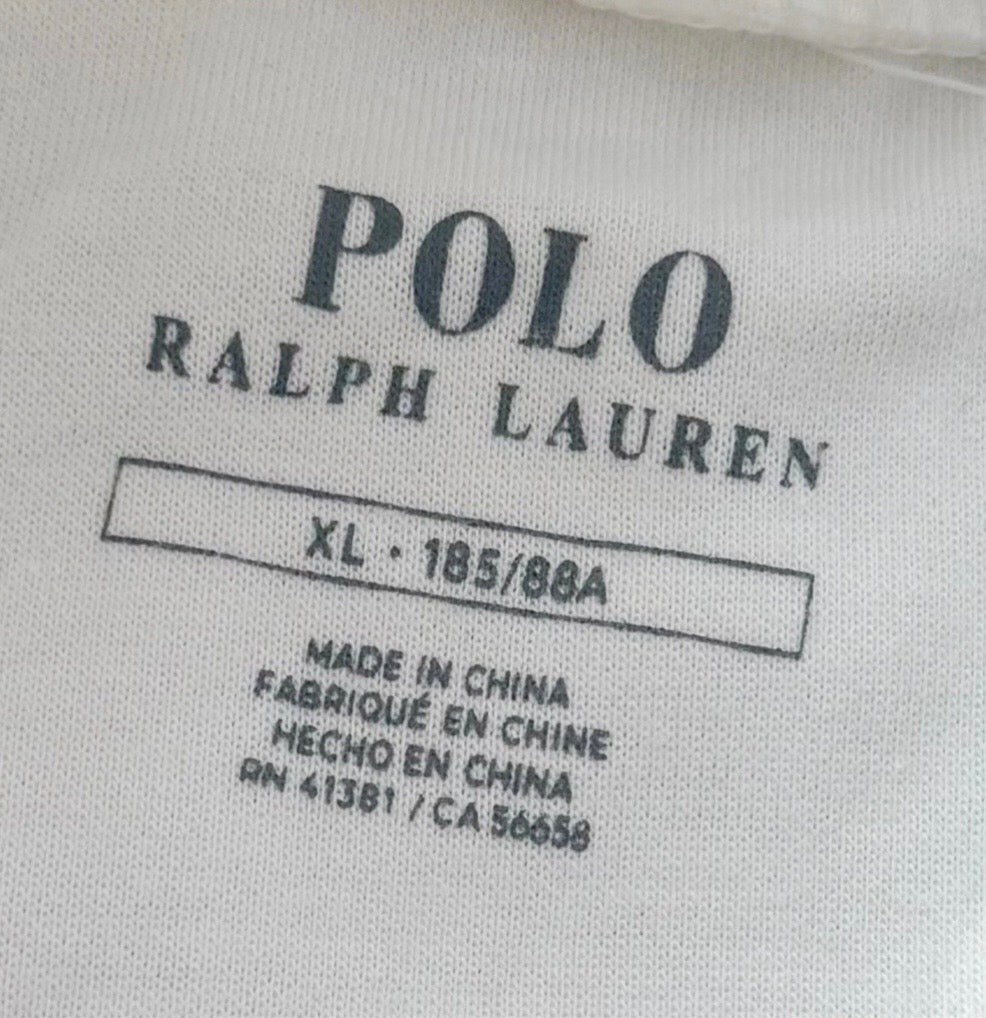 POLO
RALPH LAUREN
XL · 185/88A
MADE IN CHINA
FABRIQUÉ EN CHINE
HECHO EN CHINA
RN 41381 / CA 56658